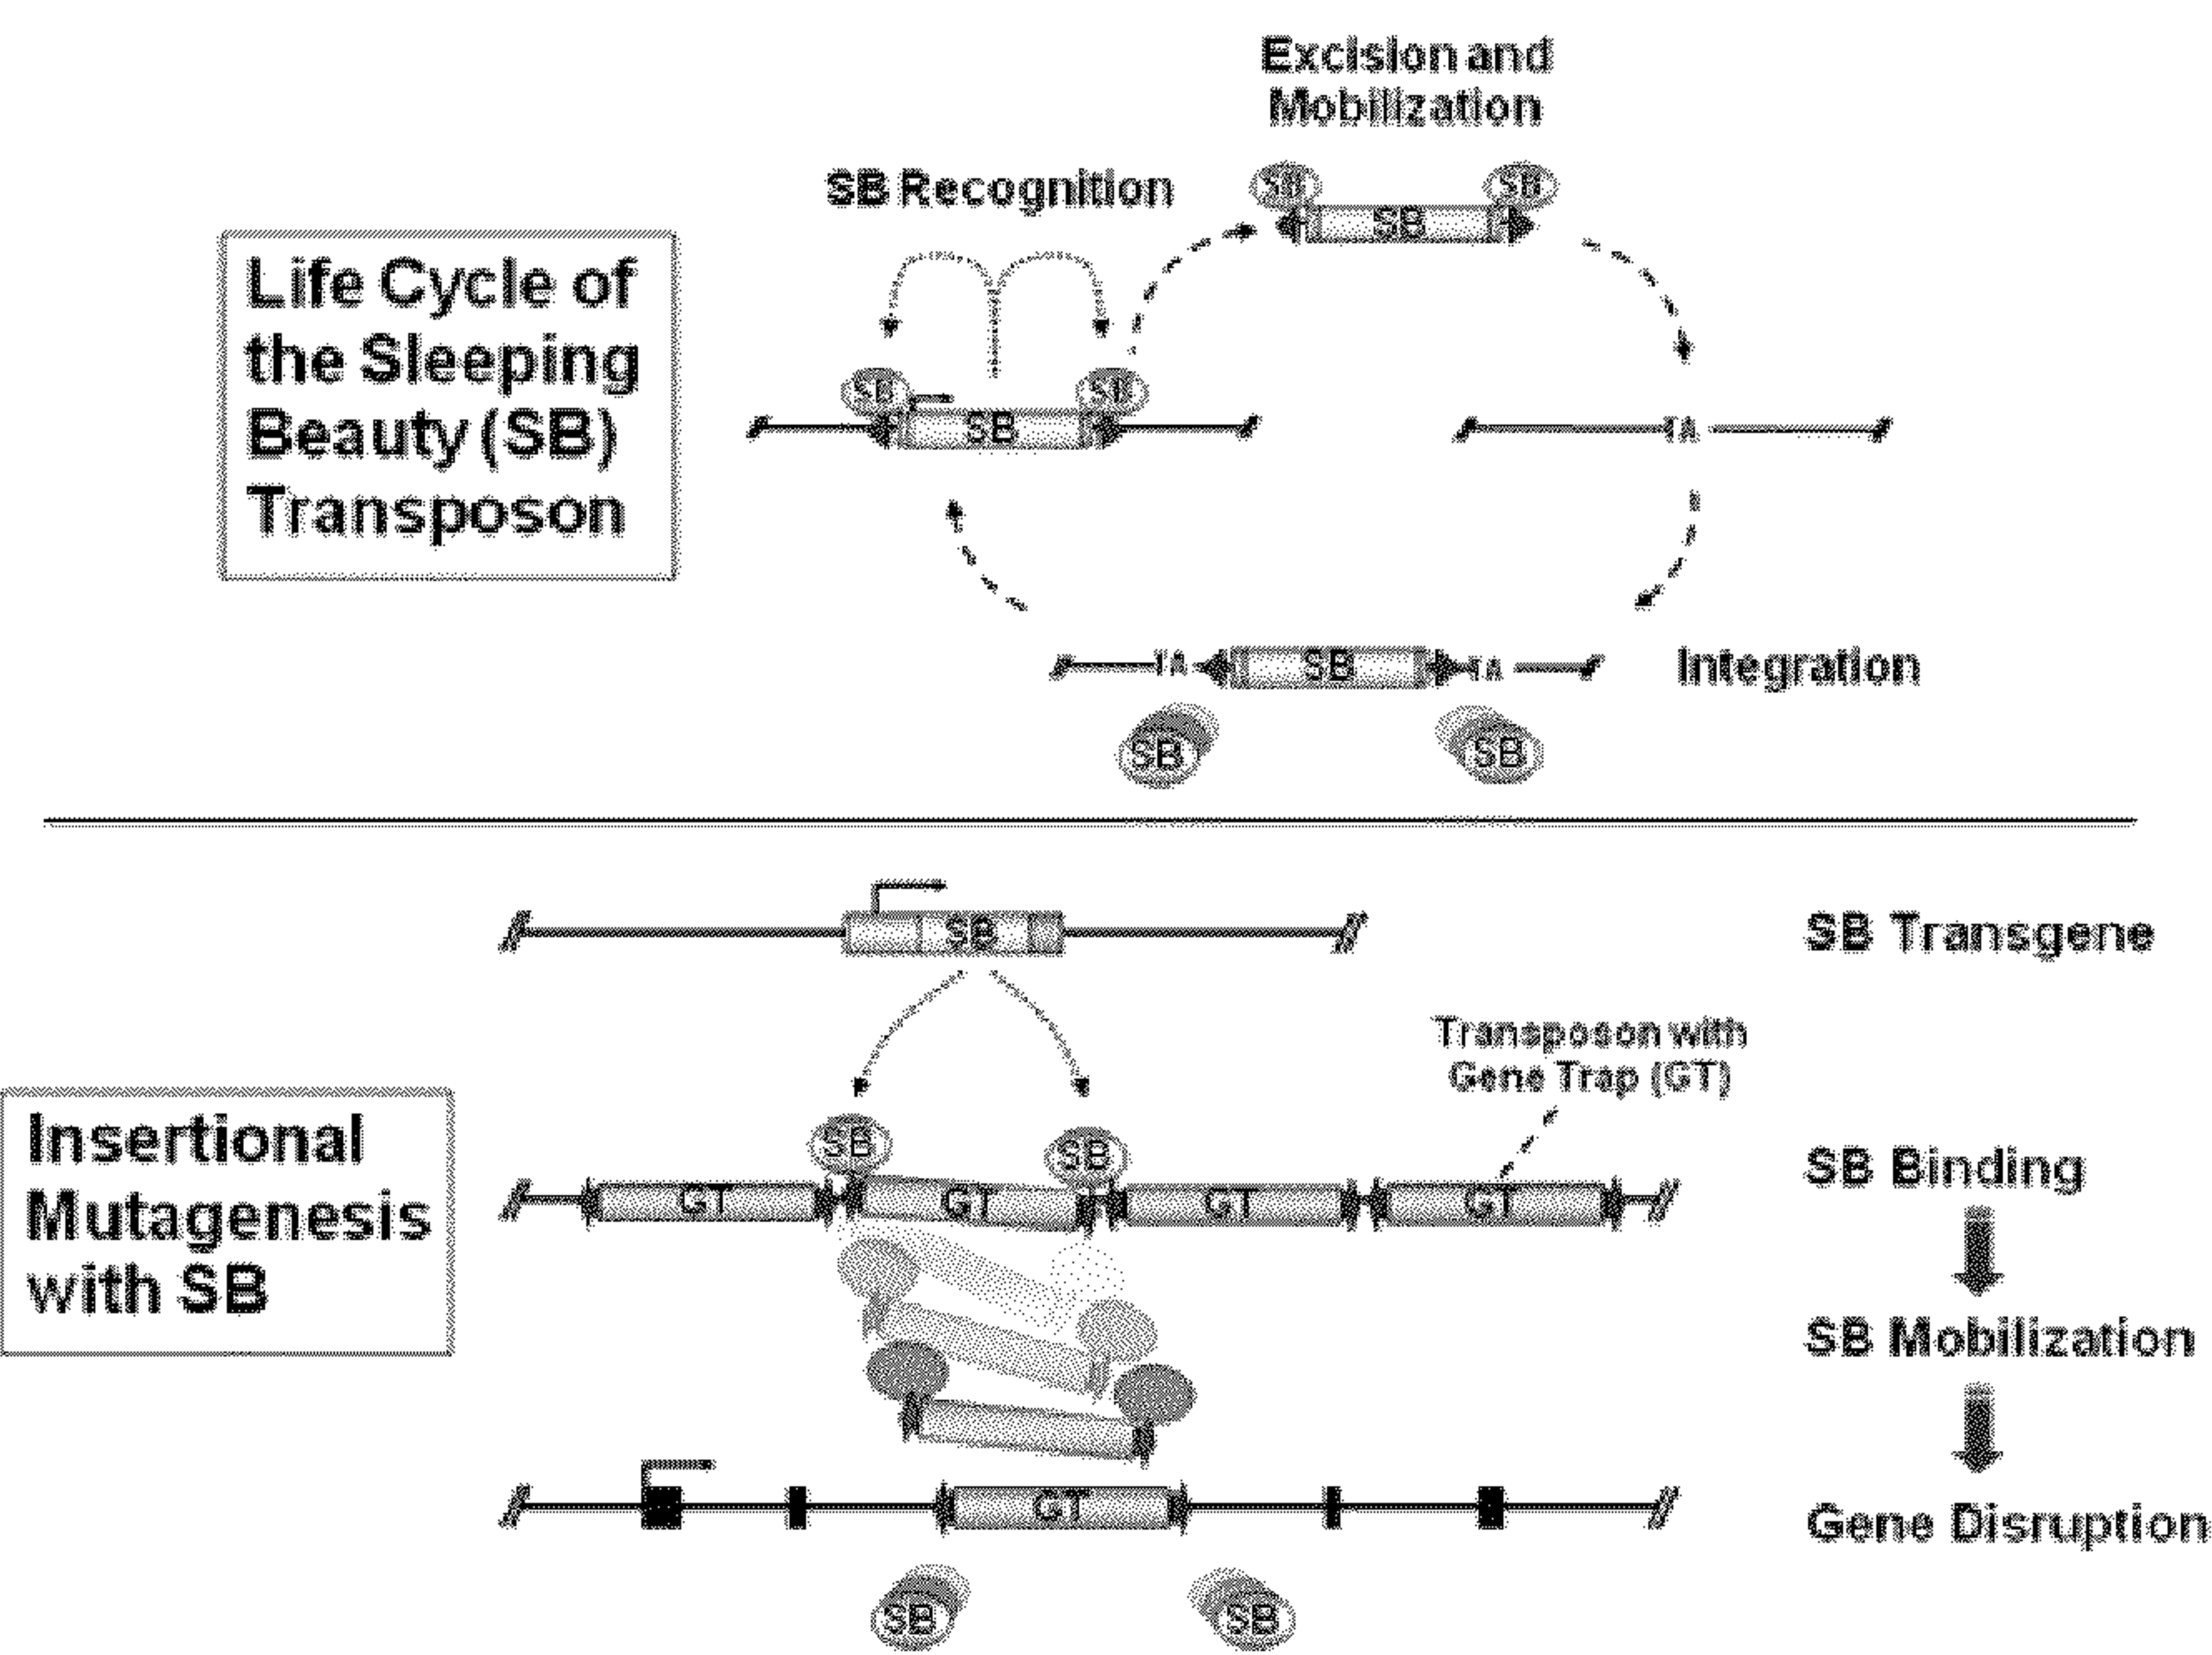 Excision and
Mobilization
SB Recognition
SB SB
SB
Life Cycle of
the Sleeping
Beauty (SB)
Transposon
SB SB
SB
TA
TA SB TA
Integration
SB SB
SB
SB Transgene
Transposon with
Gene Trap (GT)
Insertional
Mutagenesis
with SB
SB SB
GT GT GT GT
SB Binding
SB Mobilization
GT
Gene Disruption
SB SB